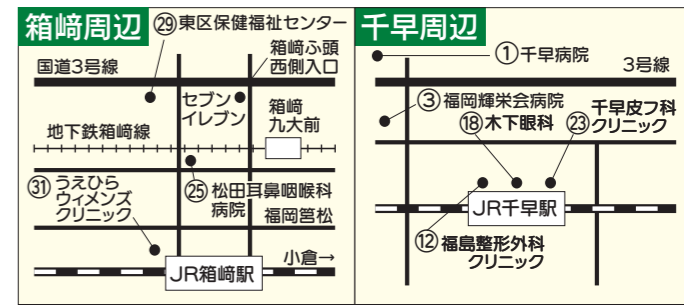 箱崎周辺
㉙東区保健福祉センター
箱崎ふ頭
西側入口
国道3号線
セブン
イレブン
箱崎
九大前
地下鉄箱崎線
㉛うえひら
ウィメンズ
クリニック
㉕松田耳鼻咽喉科
病院
福岡筥松
小倉→
JR箱崎駅
千早周辺
①千早病院
3号線
③福岡輝栄会病院
⑱木下眼科
㉓千早皮フ科
クリニック
JR千早駅
⑫福島整形外科
クリニック